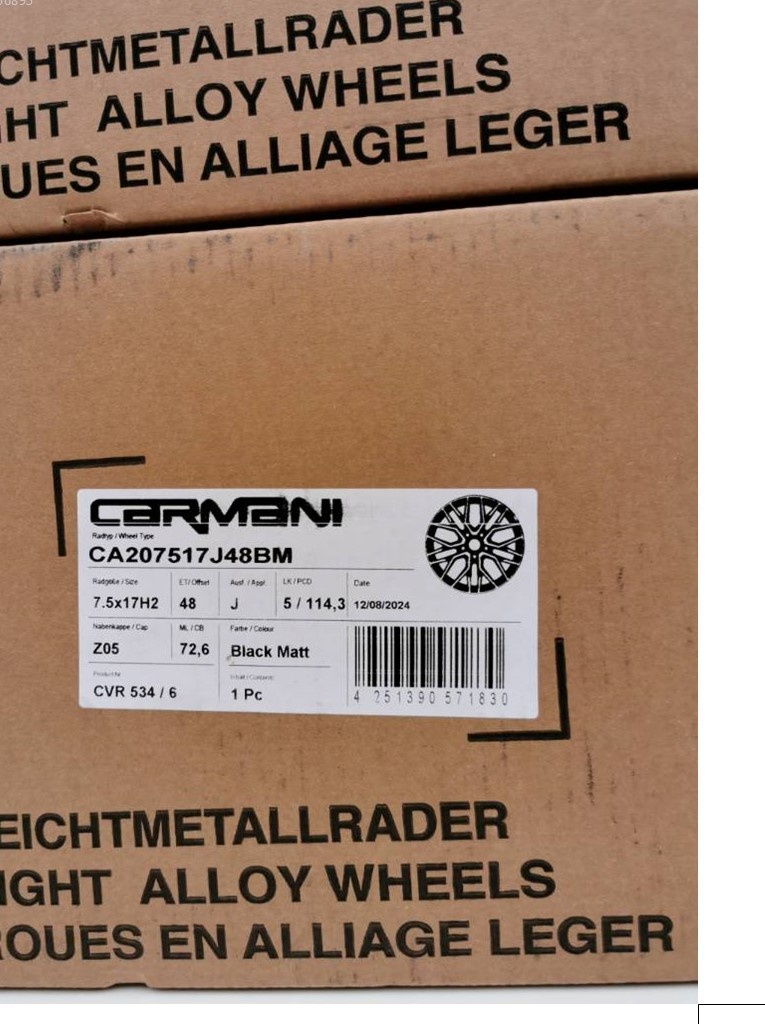 CHTMETALLRADER
HT ALLOY WHEELS
UES EN ALLIAGE LEGER
CARMANI
Radtyp / Wheel Type
CA207517J48BM
Radgröße / Size ET / Offset Ausf. / Appl. LK / PCD Date
7.5x17H2 48 J 5 / 114,3 12/08/2024
Nabenkappe / Cap ML / CB Farbe / Colour
Z05 72,6 Black Matt
Product Nr. Inhalt / Contents
CVR 534 / 6 1 Pc
4 251390 571830
EICHTMETALLRADER
IGHT ALLOY WHEELS
ROUES EN ALLIAGE LEGER